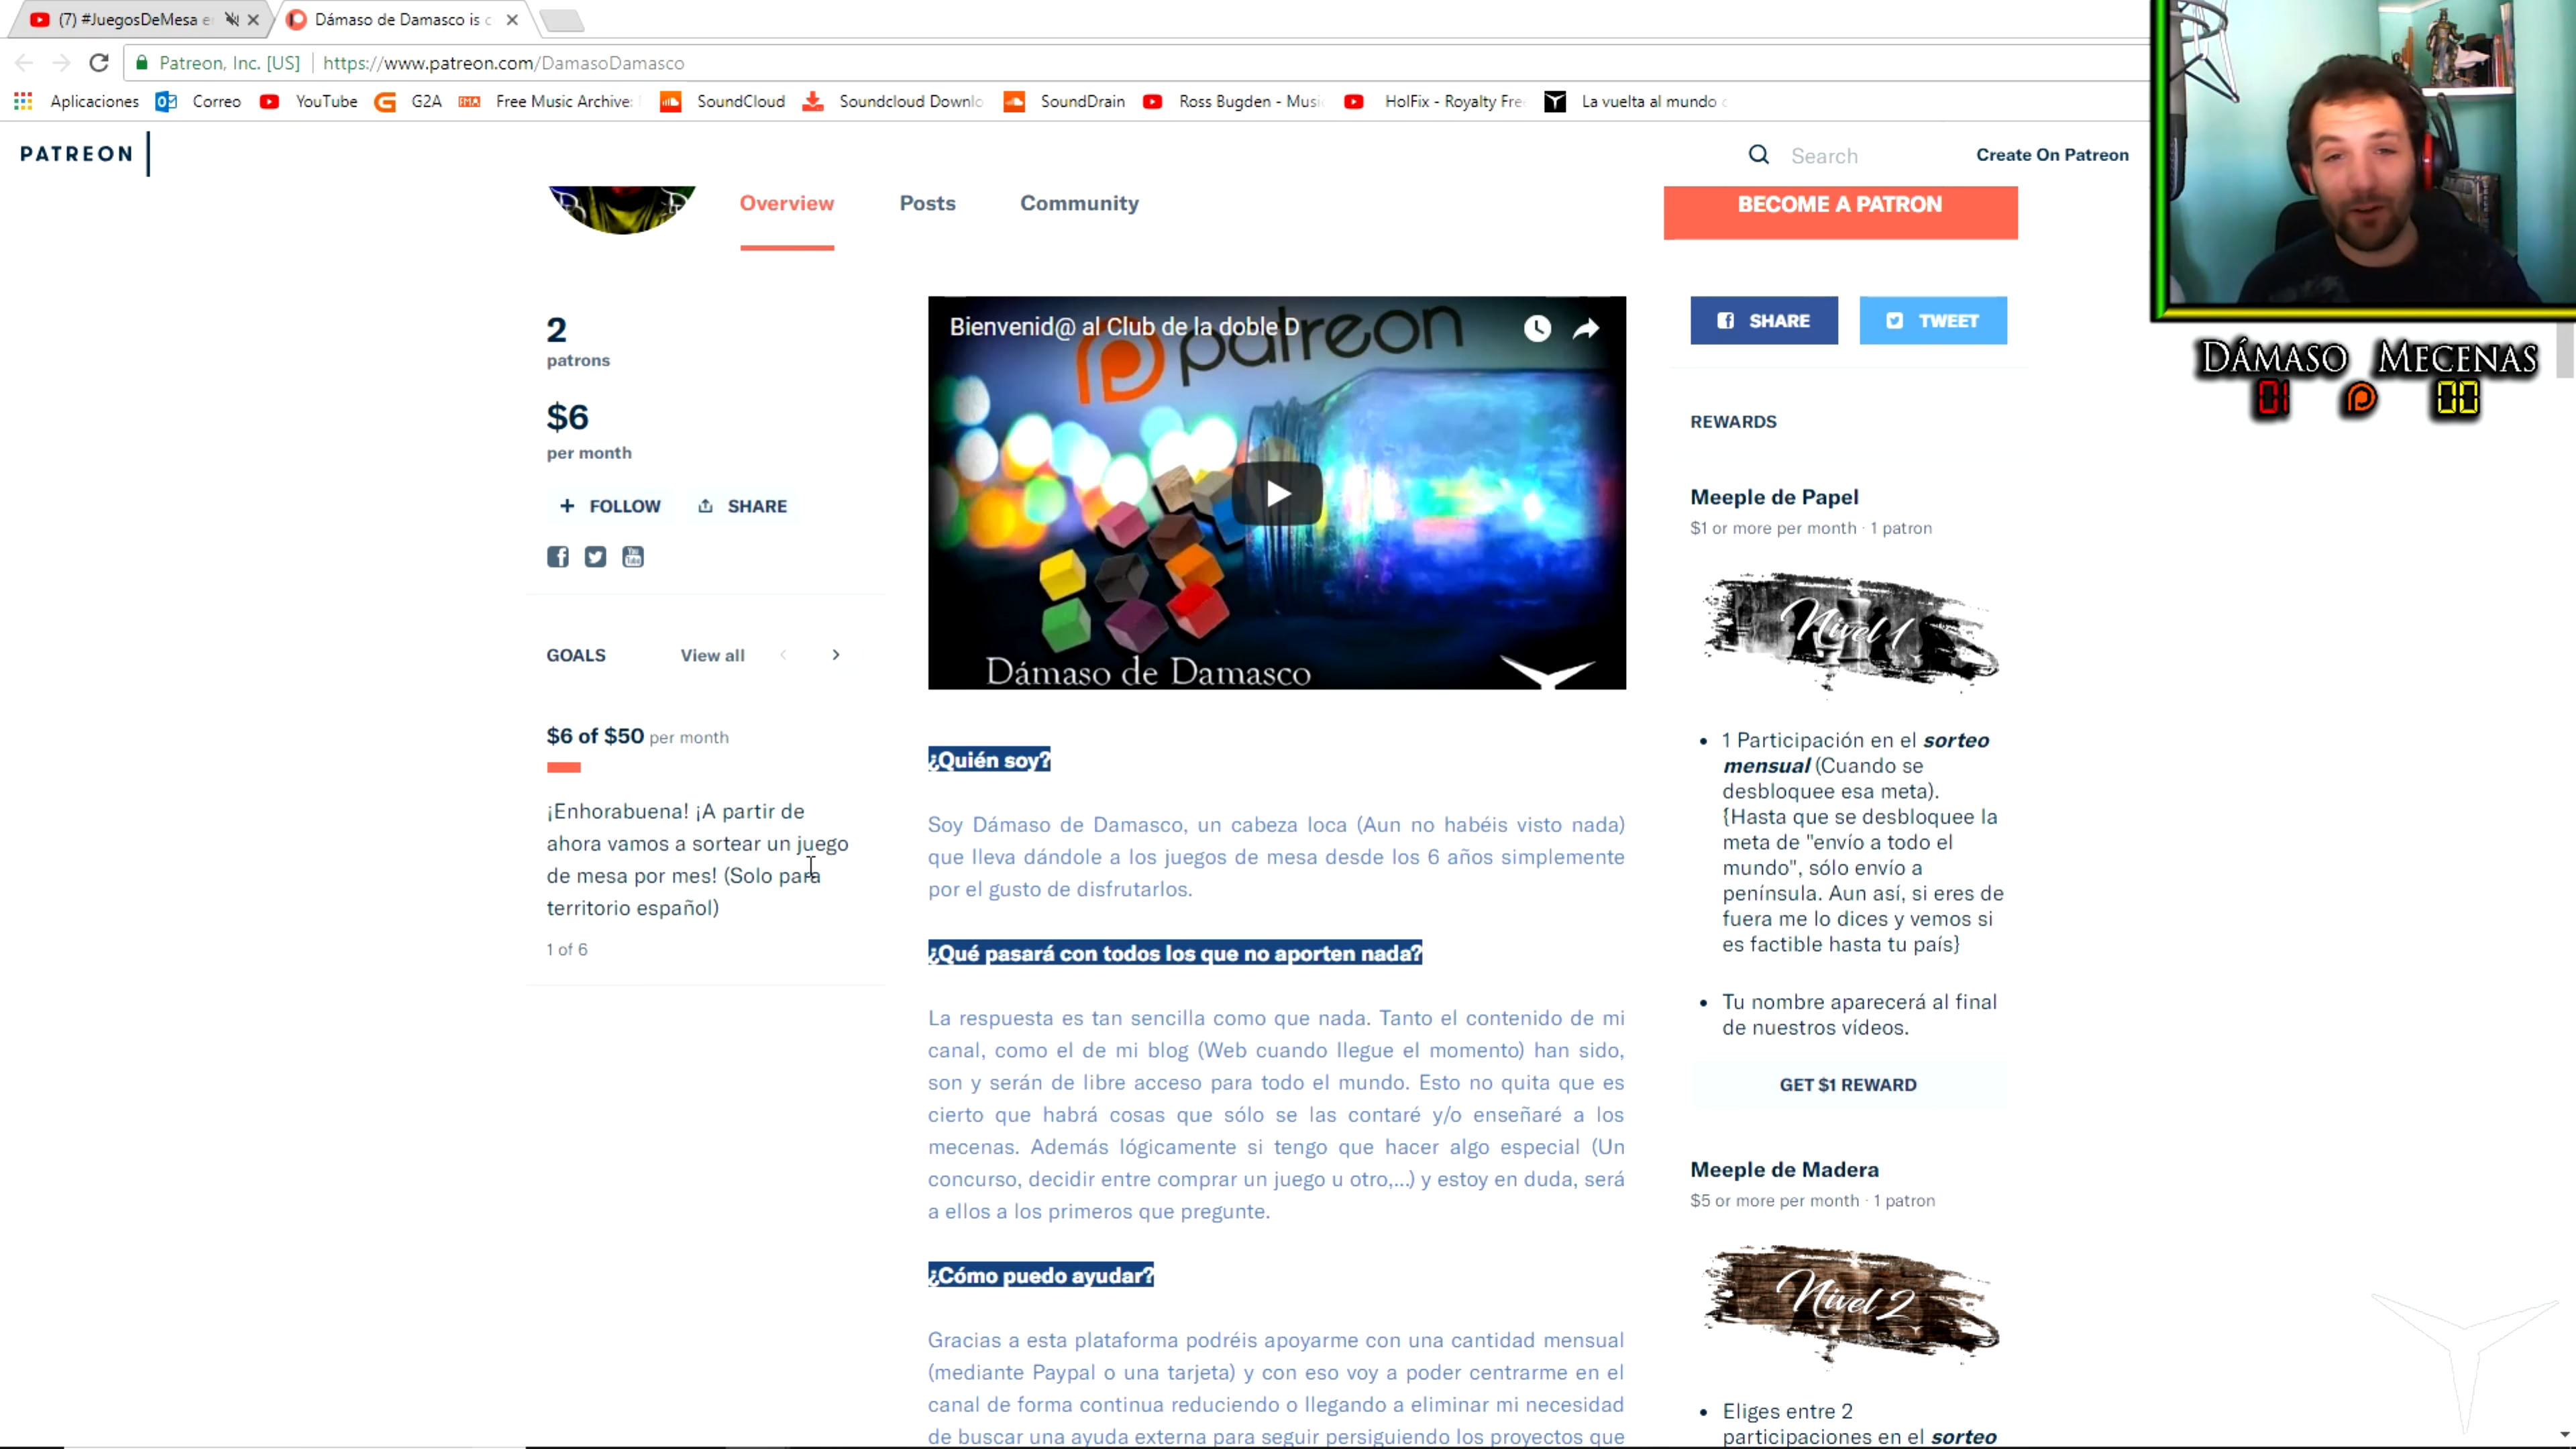 (7) #JuegosDeMesa e
Dámaso de Damasco is c
Patreon, Inc. [US] https://www.patreon.com/DamasoDamasco
Aplicaciones Correo YouTube G2A Free Music Archive: SoundCloud Soundcloud Downlo SoundDrain Ross Bugden - Musi HolFix - Royalty Fre La vuelta al mundo
PATREON
Search
Create On Patreon
Overview
Posts
Community
BECOME A PATRON
DÁMASO MECENAS
01 00
2
patrons
$6
per month
+ FOLLOW
SHARE
GOALS
View all
$6 of $50 per month
¡Enhorabuena! ¡A partir de
ahora vamos a sortear un juego
de mesa por mes! (Solo para
territorio español)
1 of 6
Bienvenid@ al Club de la doble D
patreon
Dámaso de Damasco
¿Quién soy?
Soy Dámaso de Damasco, un cabeza loca (Aun no habéis visto nada)
que lleva dándole a los juegos de mesa desde los 6 años simplemente
por el gusto de disfrutarlos.
¿Qué pasará con todos los que no aporten nada?
La respuesta es tan sencilla como que nada. Tanto el contenido de mi
canal, como el de mi blog (Web cuando llegue el momento) han sido,
son y serán de libre acceso para todo el mundo. Esto no quita que es
cierto que habrá cosas que sólo se las contaré y/o enseñaré a los
mecenas. Además lógicamente si tengo que hacer algo especial (Un
concurso, decidir entre comprar un juego u otro,...) y estoy en duda, será
a ellos a los primeros que pregunte.
¿Cómo puedo ayudar?
Gracias a esta plataforma podréis apoyarme con una cantidad mensual
(mediante Paypal o una tarjeta) y con eso voy a poder centrarme en el
canal de forma continua reduciendo o llegando a eliminar mi necesidad
de buscar una ayuda externa para seguir persiguiendo los proyectos que
SHARE
TWEET
REWARDS
Meeple de Papel
$1 or more per month · 1 patron
Nivel 1
• 1 Participación en el sorteo
mensual (Cuando se
desbloquee esa meta).
{Hasta que se desbloquee la
meta de "envío a todo el
mundo", sólo envío a
península. Aun así, si eres de
fuera me lo dices y vemos si
es factible hasta tu país}
• Tu nombre aparecerá al final
de nuestros vídeos.
GET $1 REWARD
Meeple de Madera
$5 or more per month · 1 patron
Nivel 2
• Eliges entre 2
participaciones en el sorteo